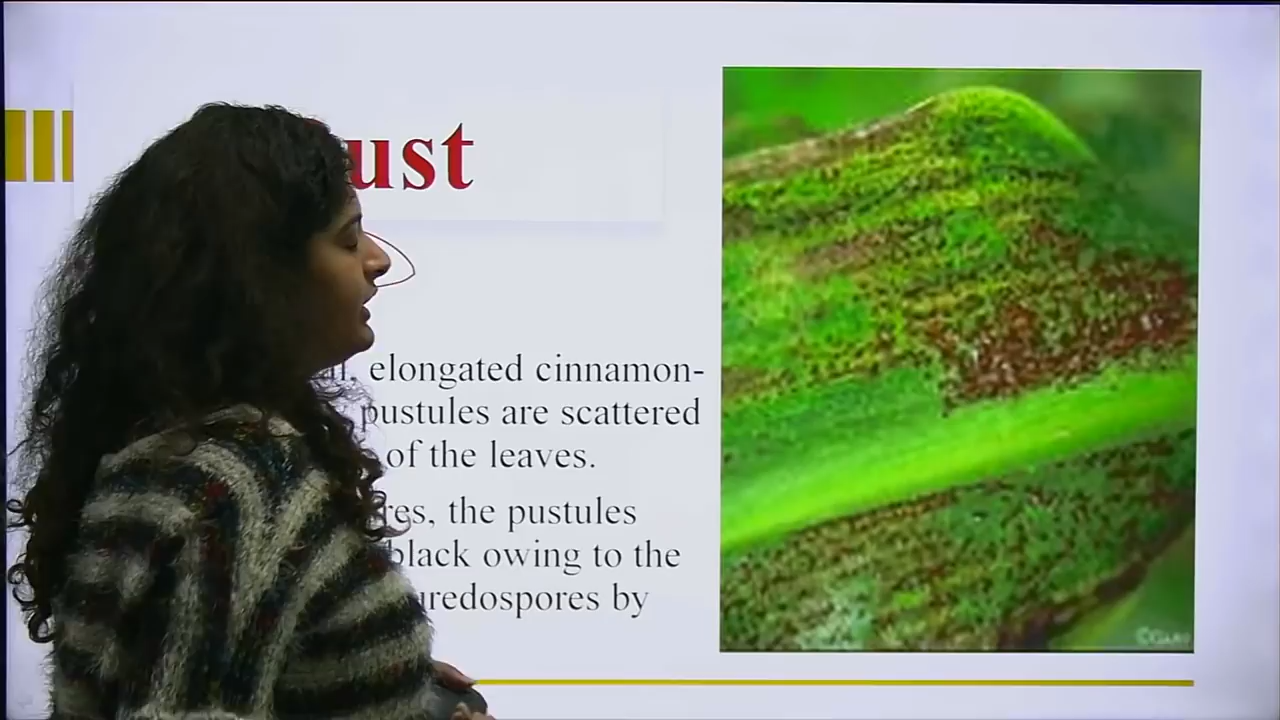 ust
elongated cinnamon-
pustules are scattered
of the leaves.
res, the pustules
black owing to the
uredospores by